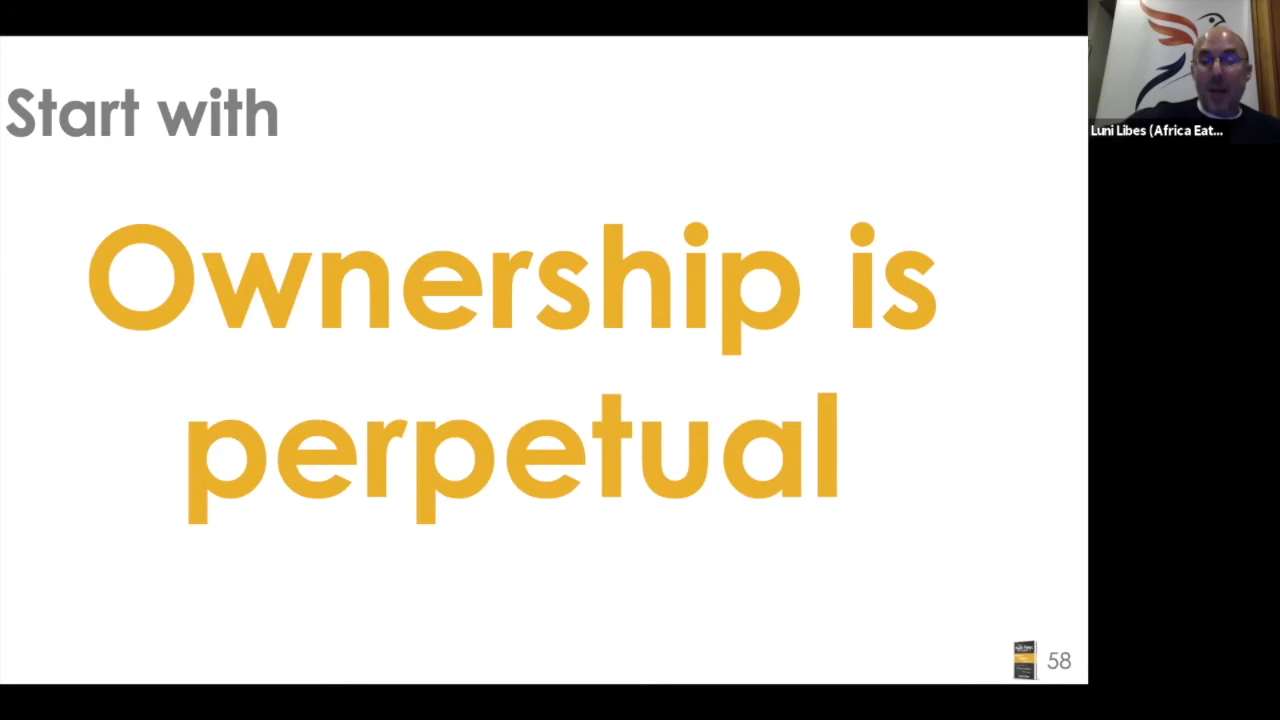 Start with
Ownership is
perpetual
58
Luni Libes (Africa Eat...